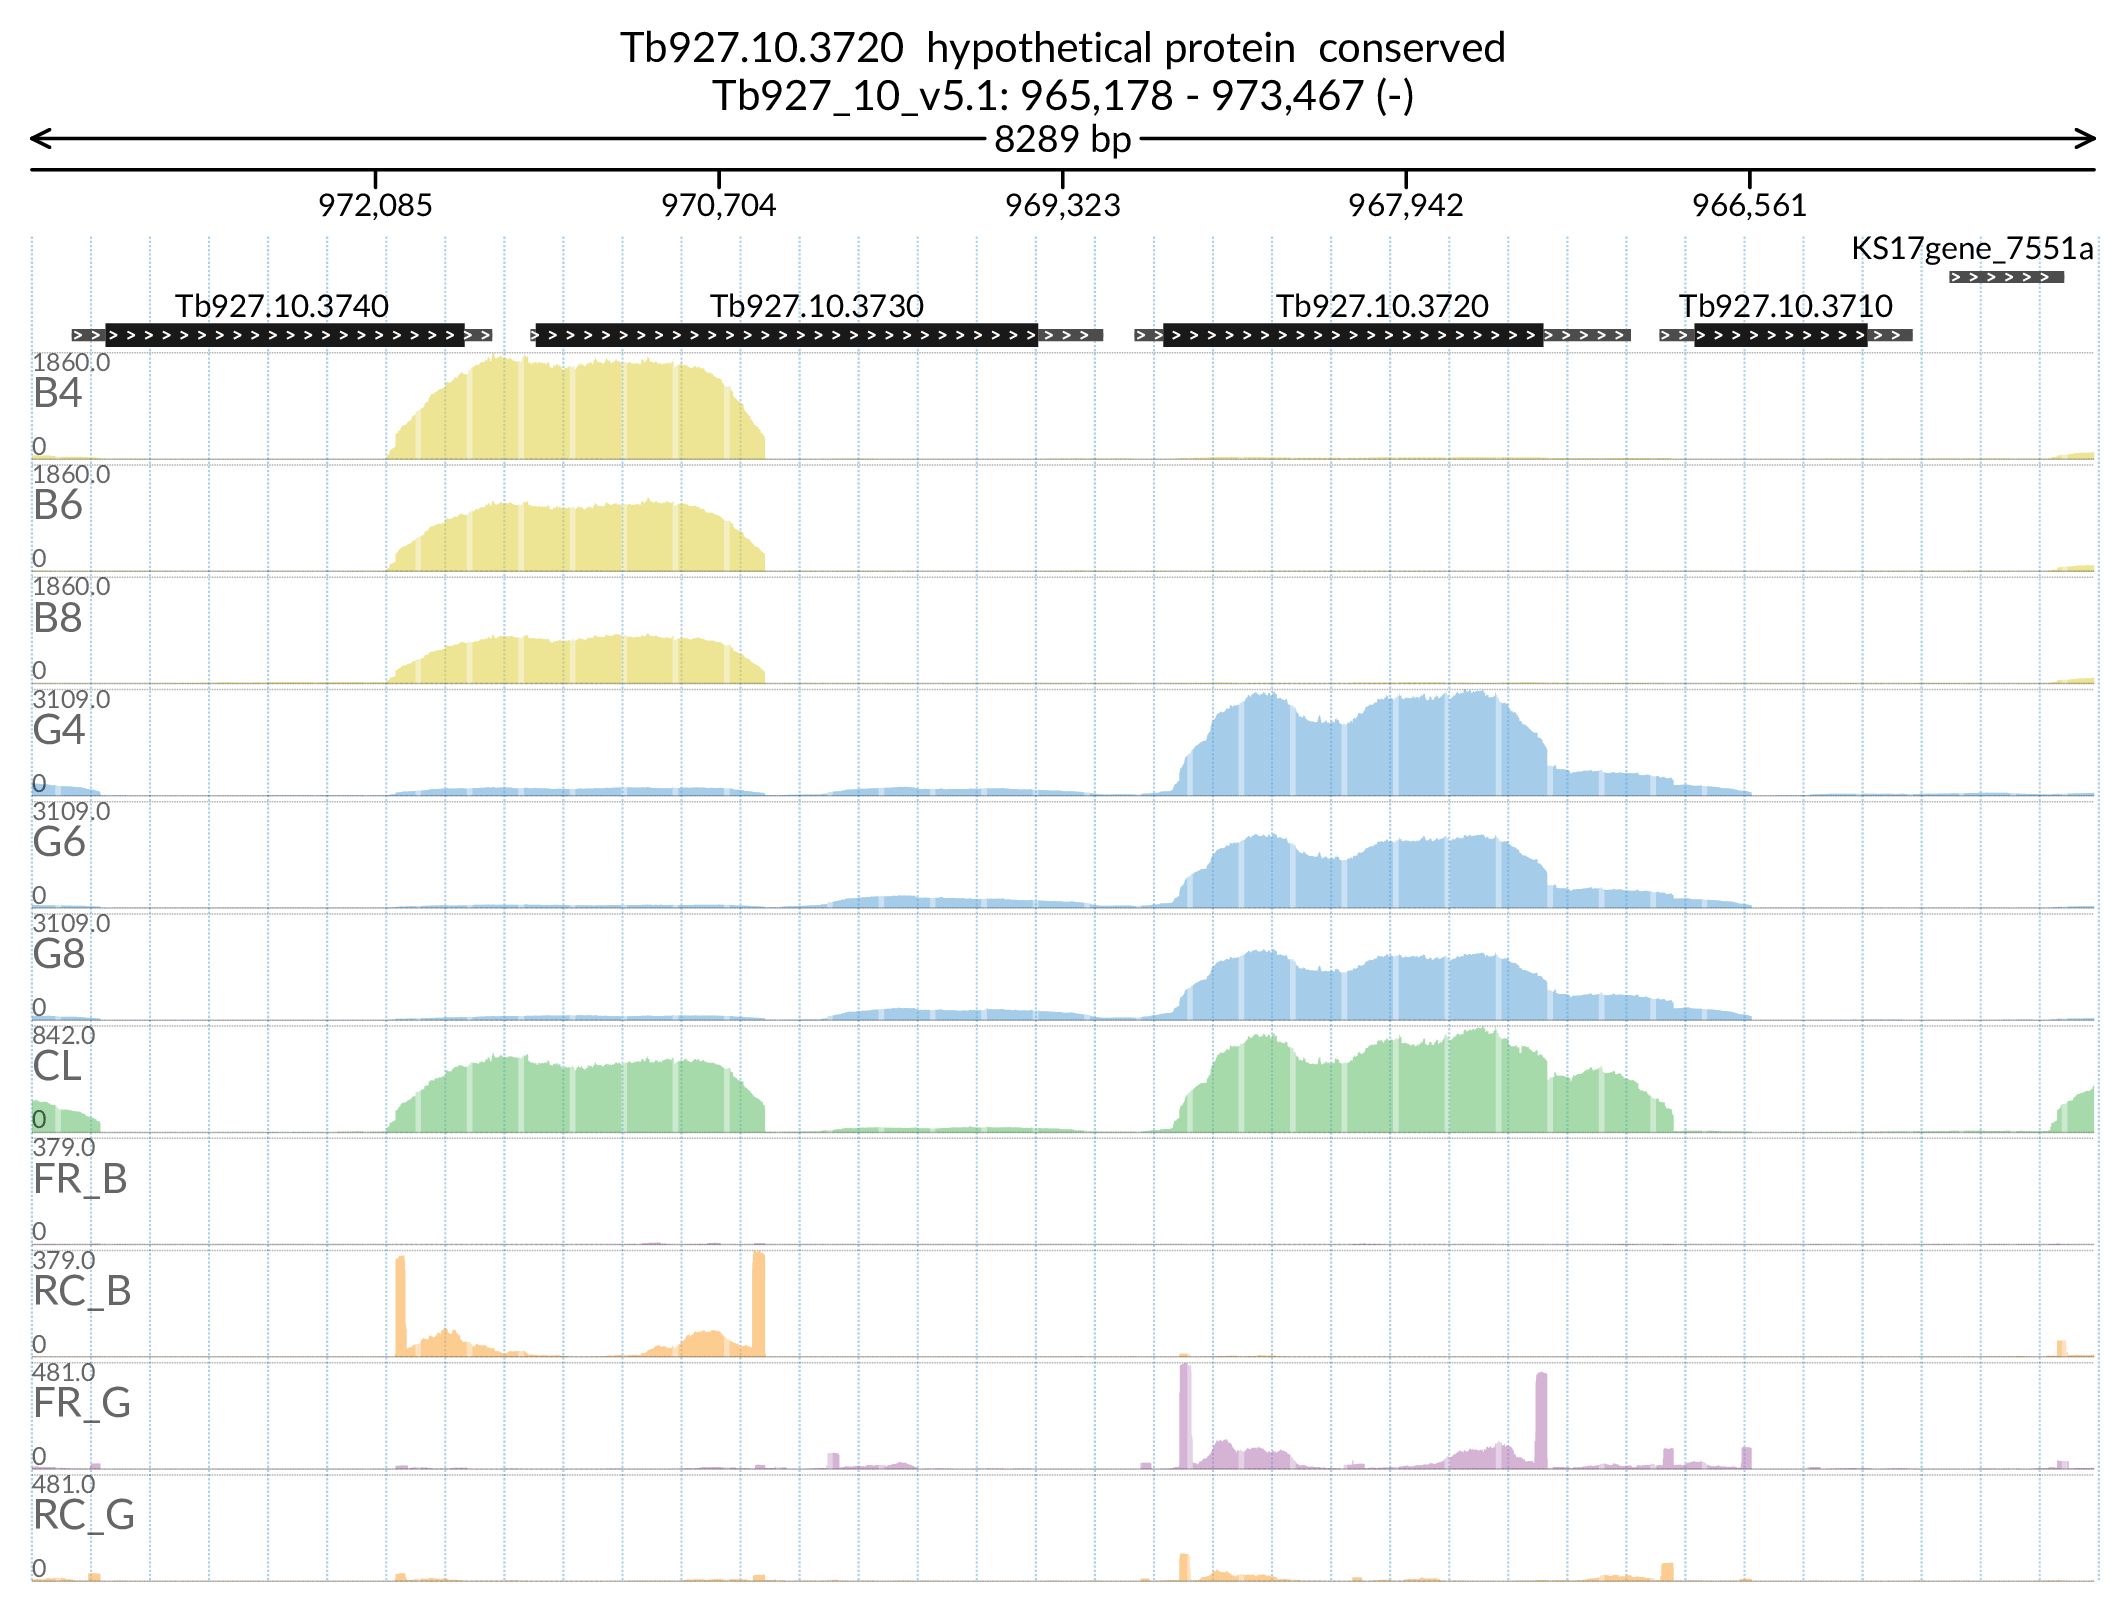 Tb927.10.3720  hypothetical protein  conserved
Tb927_10_v5.1: 965,178 - 973,467 (-)
8289 bp
972,085 970,704 969,323 967,942 966,561
KS17gene_7551a
Tb927.10.3740 Tb927.10.3730 Tb927.10.3720 Tb927.10.3710
1860.0
B4
0
1860.0
B6
0
1860.0
B8
0
3109.0
G4
0
3109.0
G6
0
3109.0
G8
0
842.0
CL
0
379.0
FR_B
0
379.0
RC_B
0
481.0
FR_G
0
481.0
RC_G
0